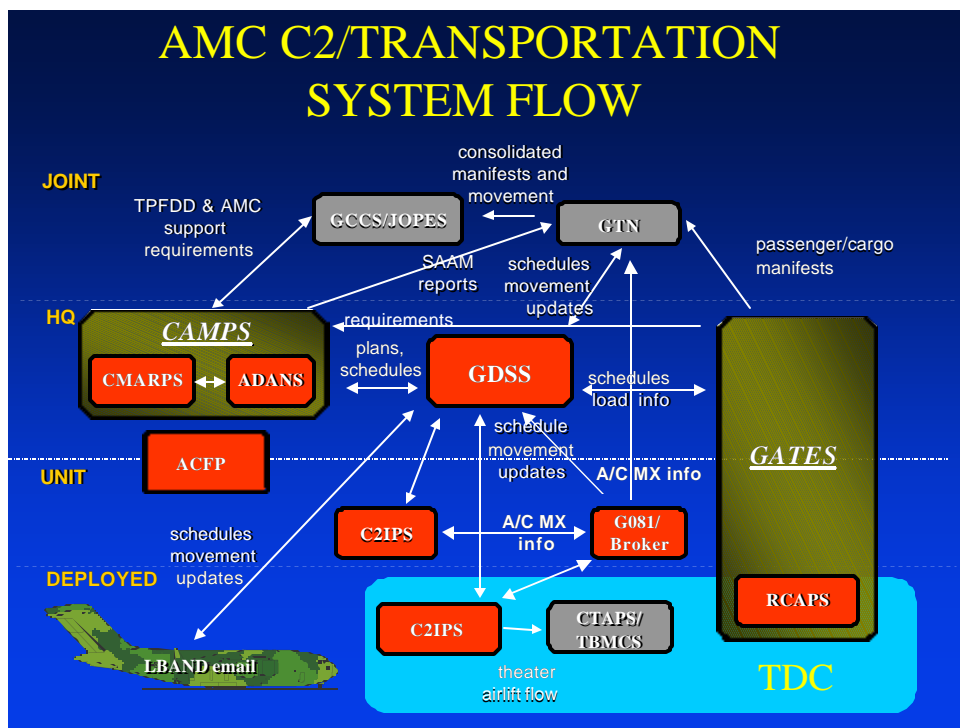 AMC C2/TRANSPORTATION
SYSTEM FLOW
JOINT
consolidated
manifests and
movement
TPFDD & AMC
support
requirements
GCCS/JOPES
GTN
passenger/cargo
manifests
SAAM
reports
schedules
movement
updates
HQ
CAMPS
requirements
plans,
schedules
CMARPS
ADANS
GDSS
schedules
load info
schedule
movement
updates
ACFP
GATES
UNIT
A/C MX info
schedules
movement
updates
C2IPS
A/C MX
info
G081/
Broker
DEPLOYED
RCAPS
C2IPS
CTAPS/
TBMCS
LBAND email
theater
airlift flow
TDC